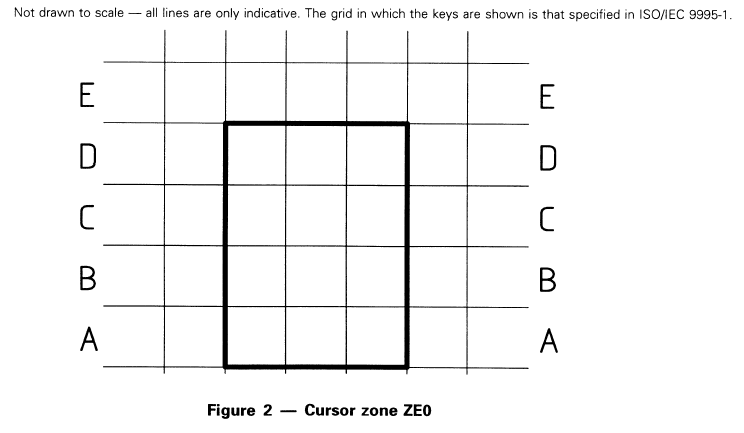 Not drawn to scale — all lines are only indicative. The grid in which the keys are shown is that specified in ISO/IEC 9995-1.
E E
D D
C C
B B
A A
Figure 2 — Cursor zone ZE0